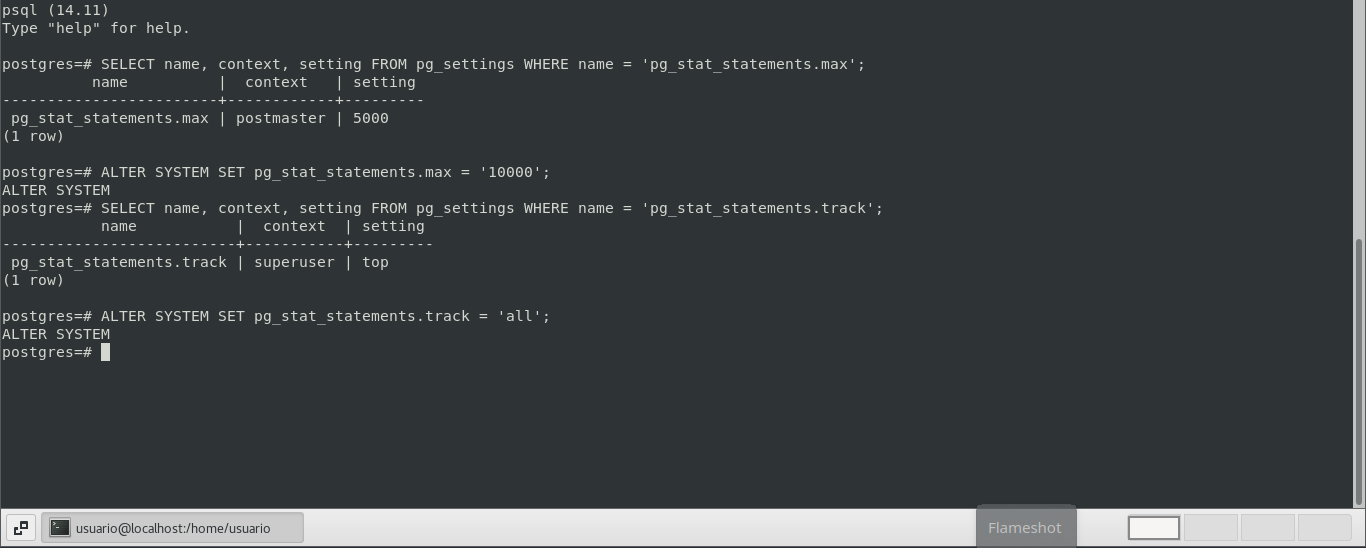 psql (14.11)
Type "help" for help.
postgres=# SELECT name, context, setting FROM pg_settings WHERE name = 'pg_stat_statements.max';
          name          |  context   | setting
------------------------+------------+---------
 pg_stat_statements.max | postmaster | 5000
(1 row)
postgres=# ALTER SYSTEM SET pg_stat_statements.max = '10000';
ALTER SYSTEM
postgres=# SELECT name, context, setting FROM pg_settings WHERE name = 'pg_stat_statements.track';
           name           |  context  | setting
--------------------------+-----------+---------
 pg_stat_statements.track | superuser | top
(1 row)
postgres=# ALTER SYSTEM SET pg_stat_statements.track = 'all';
ALTER SYSTEM
postgres=#
usuario@localhost:/home/usuario
Flameshot